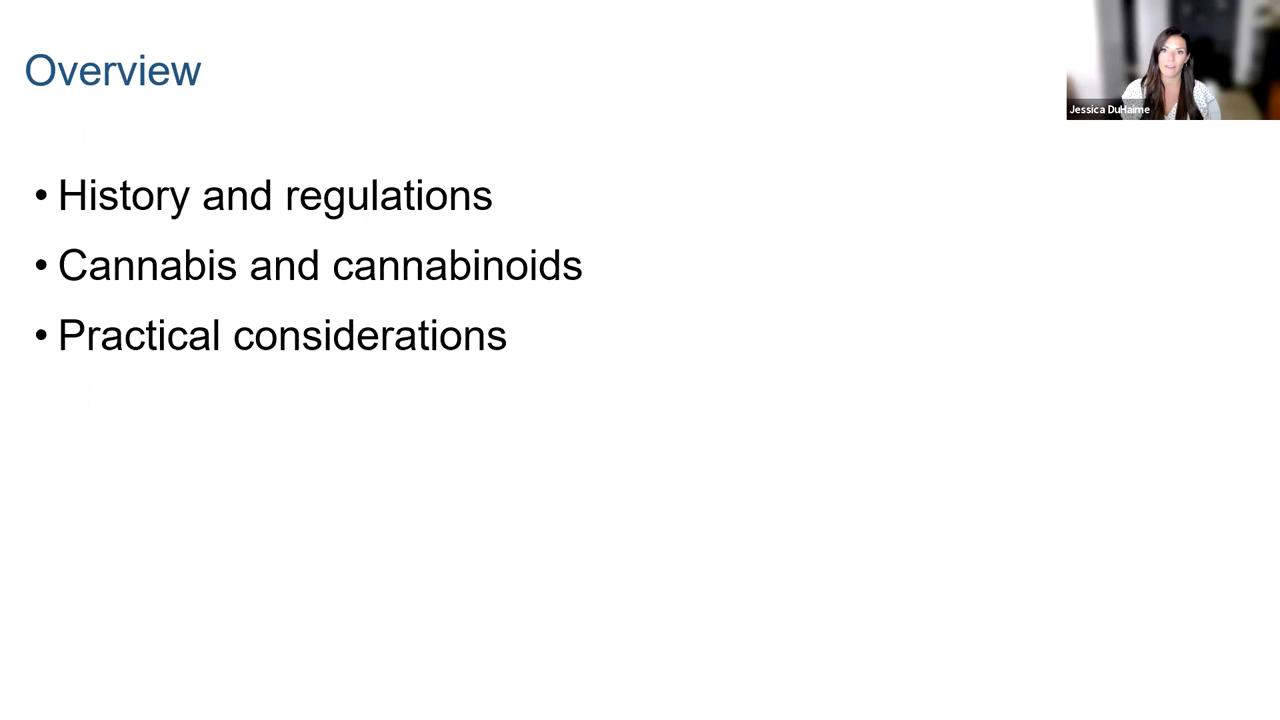 Overview
Jessica DuHaime
• History and regulations
• Cannabis and cannabinoids
• Practical considerations